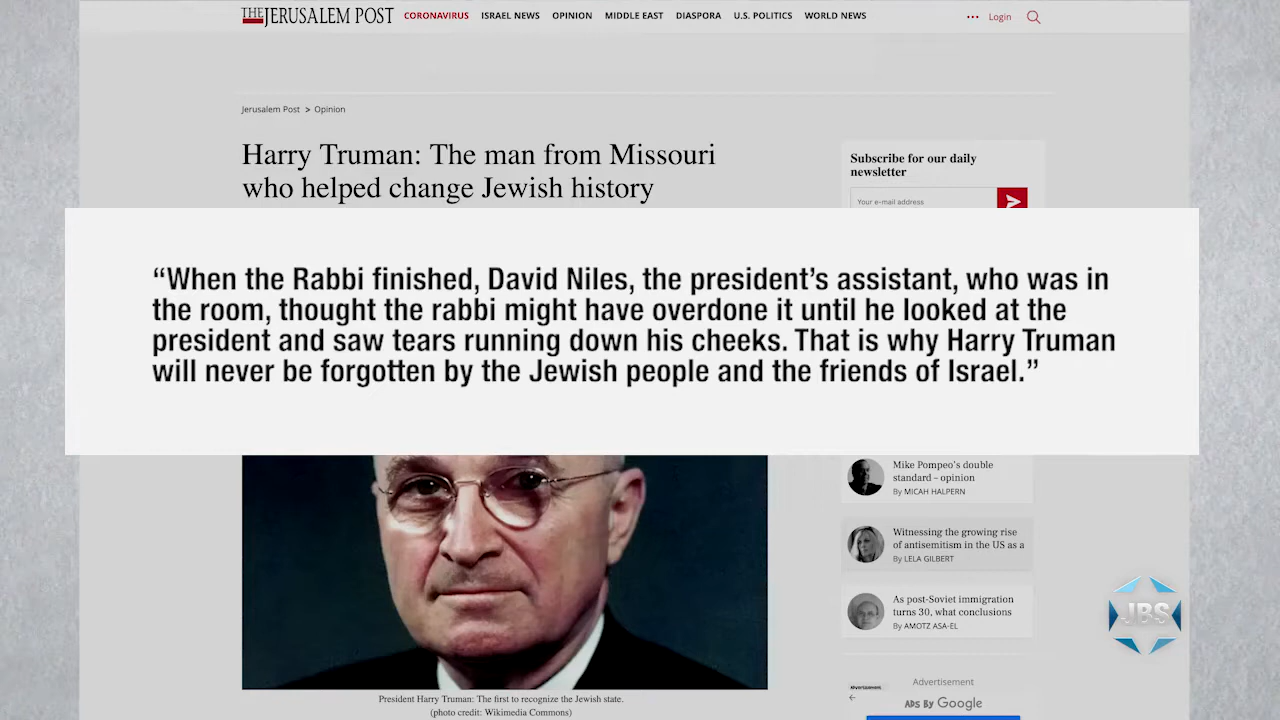 THE JERUSALEM POST
CORONAVIRUS ISRAEL NEWS OPINION MIDDLE EAST DIASPORA U.S. POLITICS WORLD NEWS
Login
Jerusalem Post > Opinion
Harry Truman: The man from Missouri
who helped change Jewish history
Subscribe for our daily
newsletter
Your e-mail address
“When the Rabbi finished, David Niles, the president’s assistant, who was in
the room, thought the rabbi might have overdone it until he looked at the
president and saw tears running down his cheeks. That is why Harry Truman
will never be forgotten by the Jewish people and the friends of Israel.”
President Harry Truman: The first to recognize the Jewish state.
(photo credit: Wikimedia Commons)
Mike Pompeo's double
standard - opinion
By MICAH HALPERN
Witnessing the growing rise
of antisemitism in the US as a
By LELA GILBERT
As post-Soviet immigration
turns 30, what conclusions
By AMOTZ ASA-EL
JBS
Advertisement
Advertisement
ADS BY Google